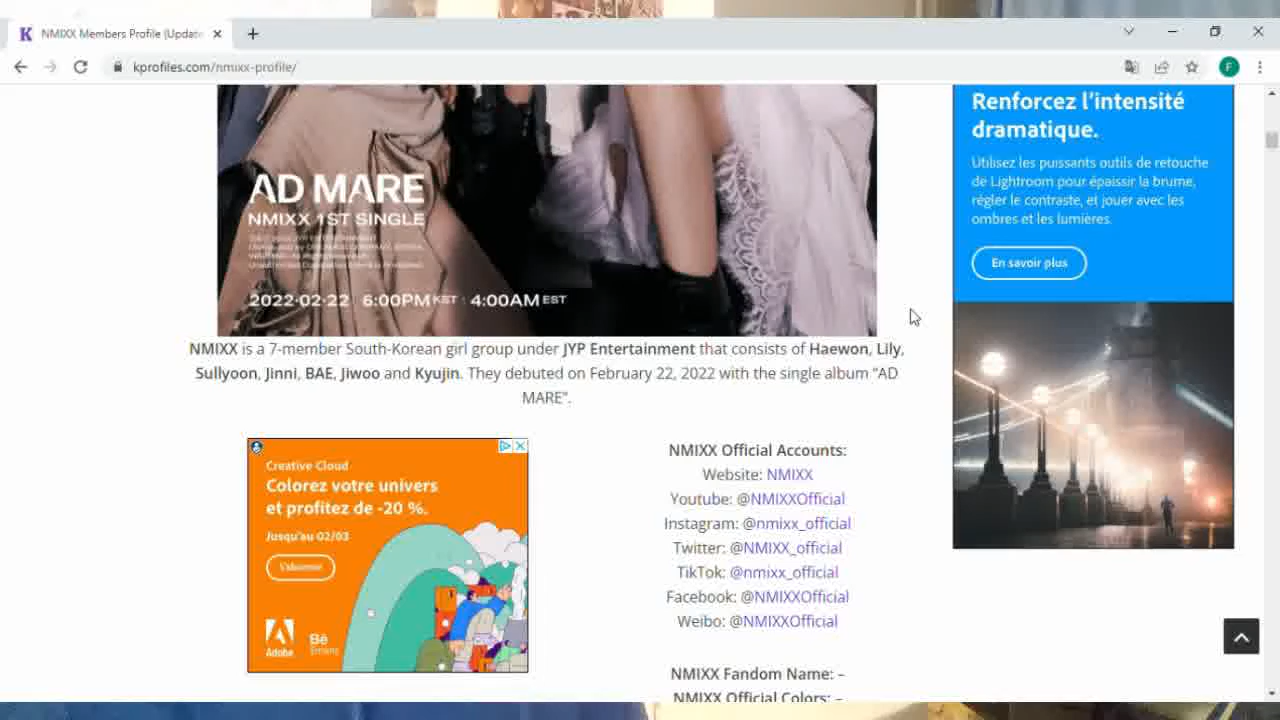 NMIXX Members Profile (Update
kprofiles.com/nmixx-profile/
F
AD MARE
NMIXX 1ST SINGLE
2022·02·22 6:00PM KST : 4:00AM EST
NMIXX is a 7-member South-Korean girl group under JYP Entertainment that consists of Haewon, Lily,
Sullyoon, Jinni, BAE, Jiwoo and Kyujin. They debuted on February 22, 2022 with the single album “AD
MARE”.
Creative Cloud
Colorez votre univers
et profitez de -20 %.
Jusqu'au 02/03
S'abonner
Adobe
Bē
NMIXX Official Accounts:
Website: NMIXX
Youtube: @NMIXXOfficial
Instagram: @nmixx_official
Twitter: @NMIXX_official
TikTok: @nmixx_official
Facebook: @NMIXXOfficial
Weibo: @NMIXXOfficial
NMIXX Fandom Name: –
NMIXX Official Colors: –
Renforcez l’intensité
dramatique.
Utilisez les puissants outils de retouche
de Lightroom pour épaissir la brume,
régler le contraste, et jouer avec les
ombres et les lumières.
En savoir plus